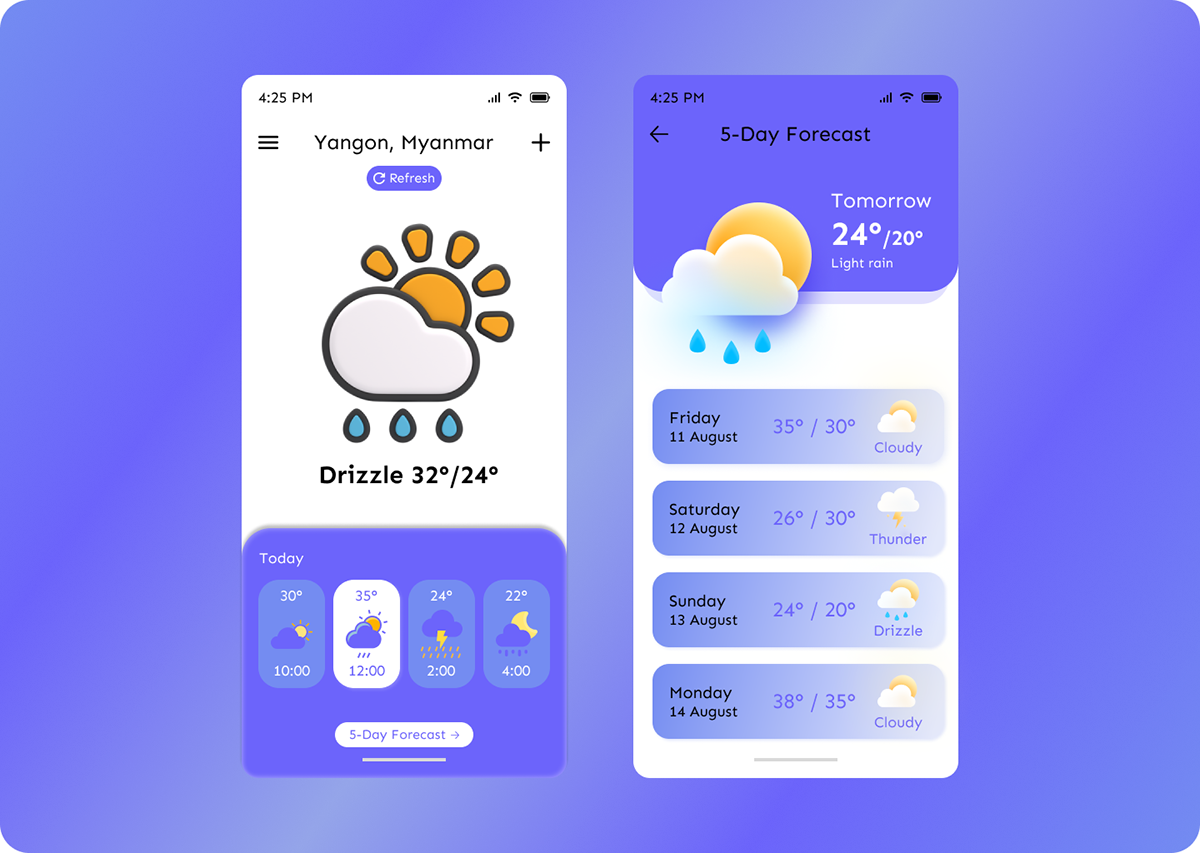 4:25 PM
Yangon, Myanmar
Refresh
Drizzle 32°/24°
Today
30° 35° 24° 22°
10:00 12:00 2:00 4:00
5-Day Forecast →
4:25 PM
5-Day Forecast
Tomorrow
24°/20°
Light rain
Friday
11 August
35° / 30°
Cloudy
Saturday
12 August
26° / 30°
Thunder
Sunday
13 August
24° / 20°
Drizzle
Monday
14 August
38° / 35°
Cloudy